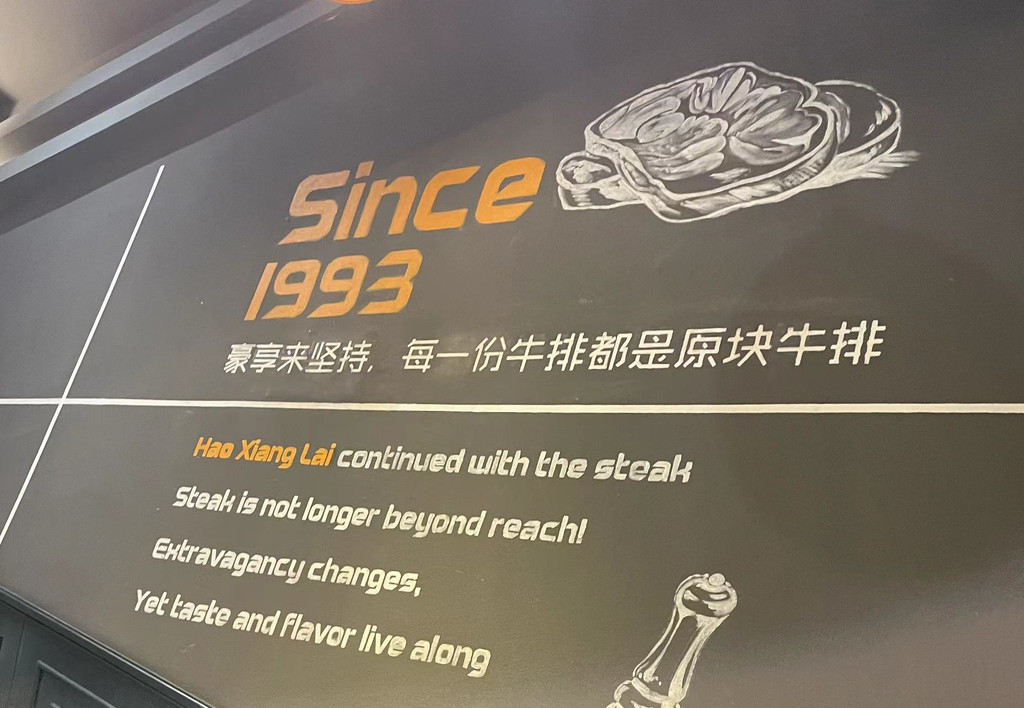 Since
1993
豪享来坚持，每一份牛排都是原块牛排
Hao Xiang Lai continued with the steak
Steak is not longer beyond reach!
Extravagancy changes,
Yet taste and flavor live along